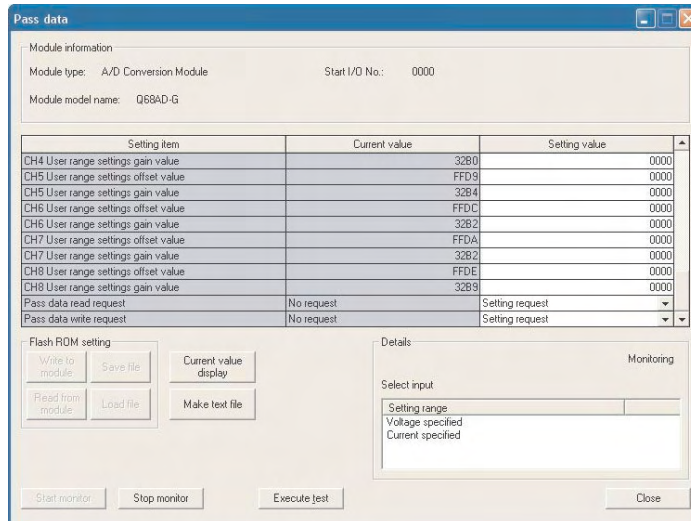 Pass data
Module information
Module type: A/D Conversion Module Start I/O No.: 0000
Module model name: Q68AD-G
Setting item Current value Setting value
CH4 User range settings gain value 32B0 0000
CH5 User range settings offset value FFD9 0000
CH5 User range settings gain value 32B4 0000
CH6 User range settings offset value FFDC 0000
CH6 User range settings gain value 32B2 0000
CH7 User range settings offset value FFDA 0000
CH7 User range settings gain value 32B2 0000
CH8 User range settings offset value FFDE 0000
CH8 User range settings gain value 32B9 0000
Pass data read request No request Setting request
Pass data write request No request Setting request
Flash ROM setting
Write to module
Save file
Current value display
Read from module
Load file
Make text file
Details
Monitoring
Select input
Setting range
Voltage specified
Current specified
Start monitor Stop monitor Execute test Close